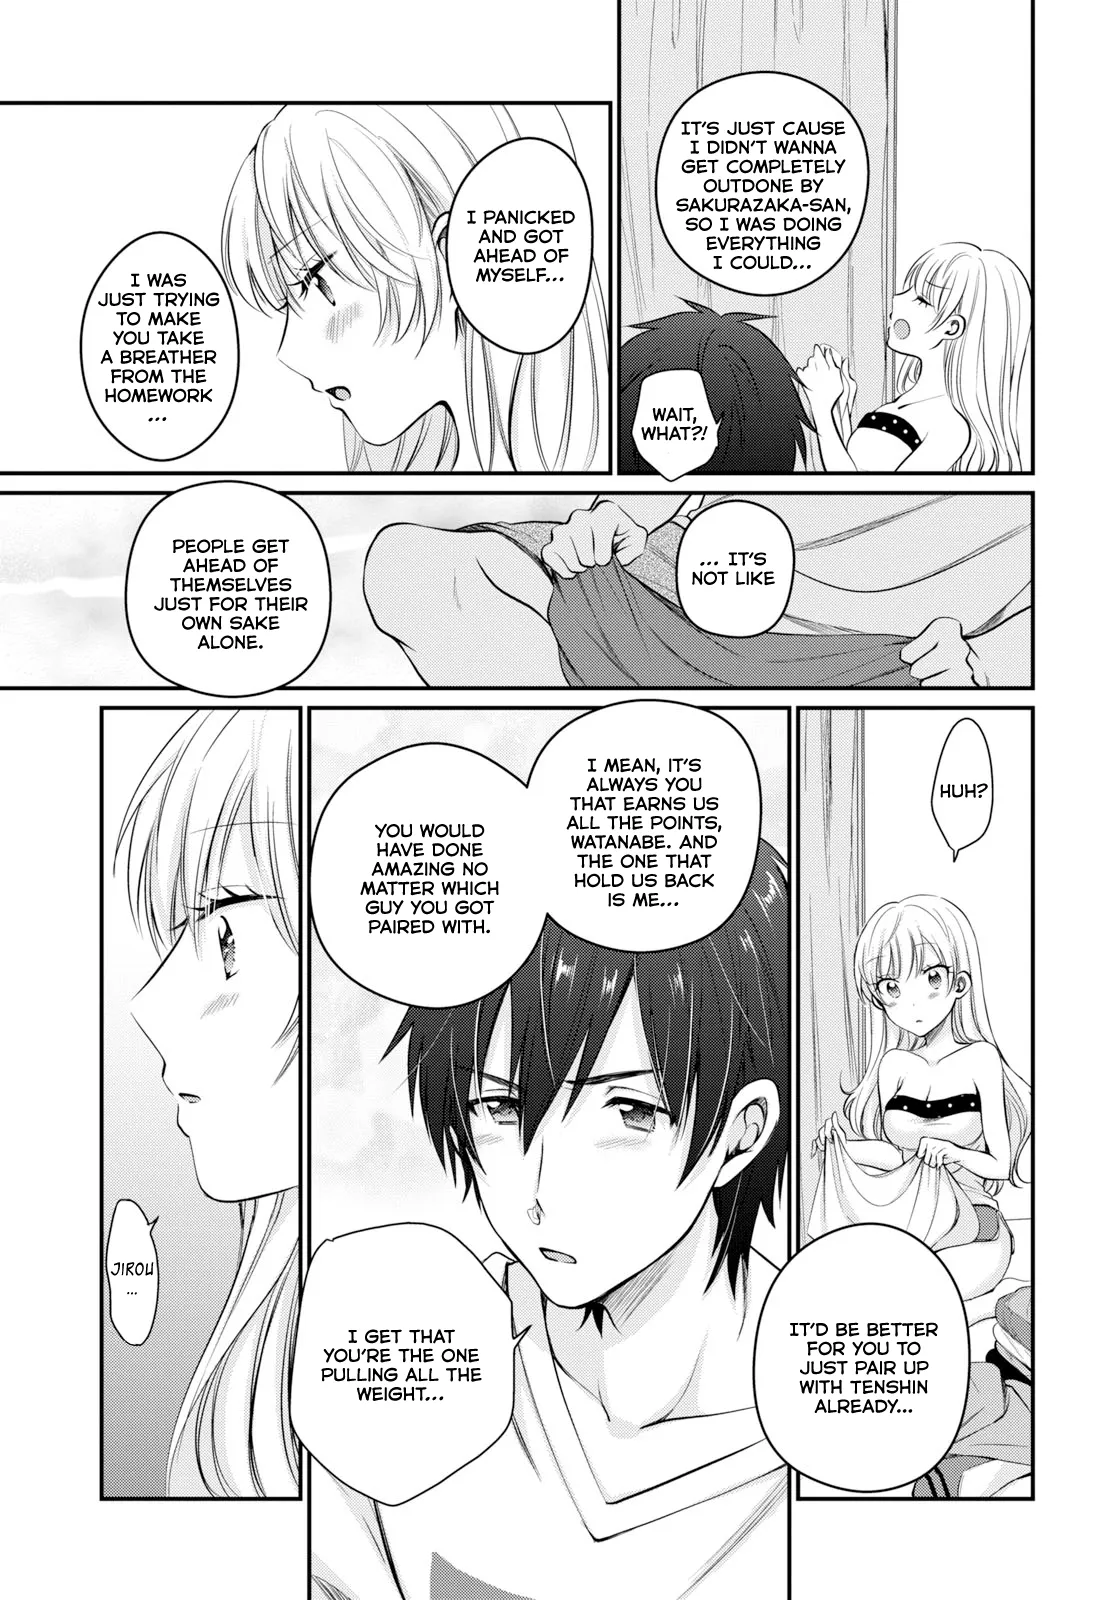 IT'S JUST CAUSE
I DIDN'T WANNA
GET COMPLETELY
OUTDONE BY
SAKURAZAKA-SAN,
SO I WAS DOING
EVERYTHING
I COULD...
WAIT,
WHAT?!
I PANICKED
AND GOT
AHEAD OF
MYSELF...
I WAS
JUST TRYING
TO MAKE
YOU TAKE
A BREATHER
FROM THE
HOMEWORK
...
... IT'S
NOT LIKE
PEOPLE GET
AHEAD OF
THEMSELVES
JUST FOR THEIR
OWN SAKE
ALONE.
HUH?
IT'D BE BETTER
FOR YOU TO
JUST PAIR UP
WITH TENSHIN
ALREADY...
I MEAN, IT'S
ALWAYS YOU
THAT EARNS US
ALL THE POINTS,
WATANABE. AND
THE ONE THAT
HOLD US BACK
IS ME...
YOU WOULD
HAVE DONE
AMAZING NO
MATTER WHICH
GUY YOU GOT
PAIRED WITH.
I GET THAT
YOU'RE THE ONE
PULLING ALL THE
WEIGHT...
JIROU
...